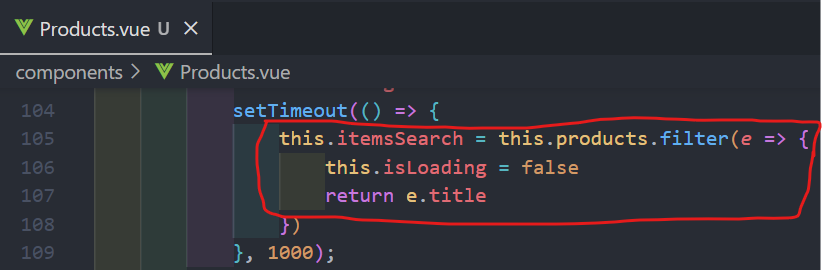 Products.vue U ×
components > Products.vue
104 setTimeout(() => {
105 this.itemsSearch = this.products.filter(e => {
106 this.isLoading = false
107 return e.title
108 })
109 }, 1000);